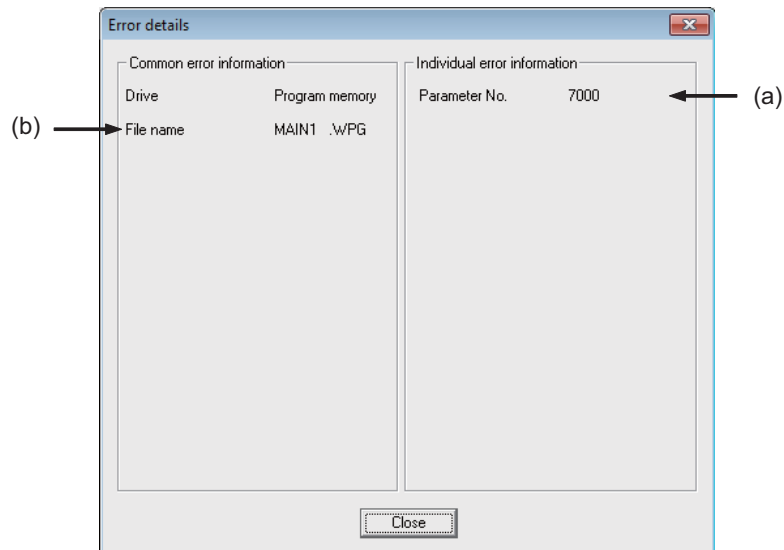 Error details
Common error information
Drive Program memory
File name MAIN1 .WPG
Individual error information
Parameter No. 7000
(a)
(b)
Close